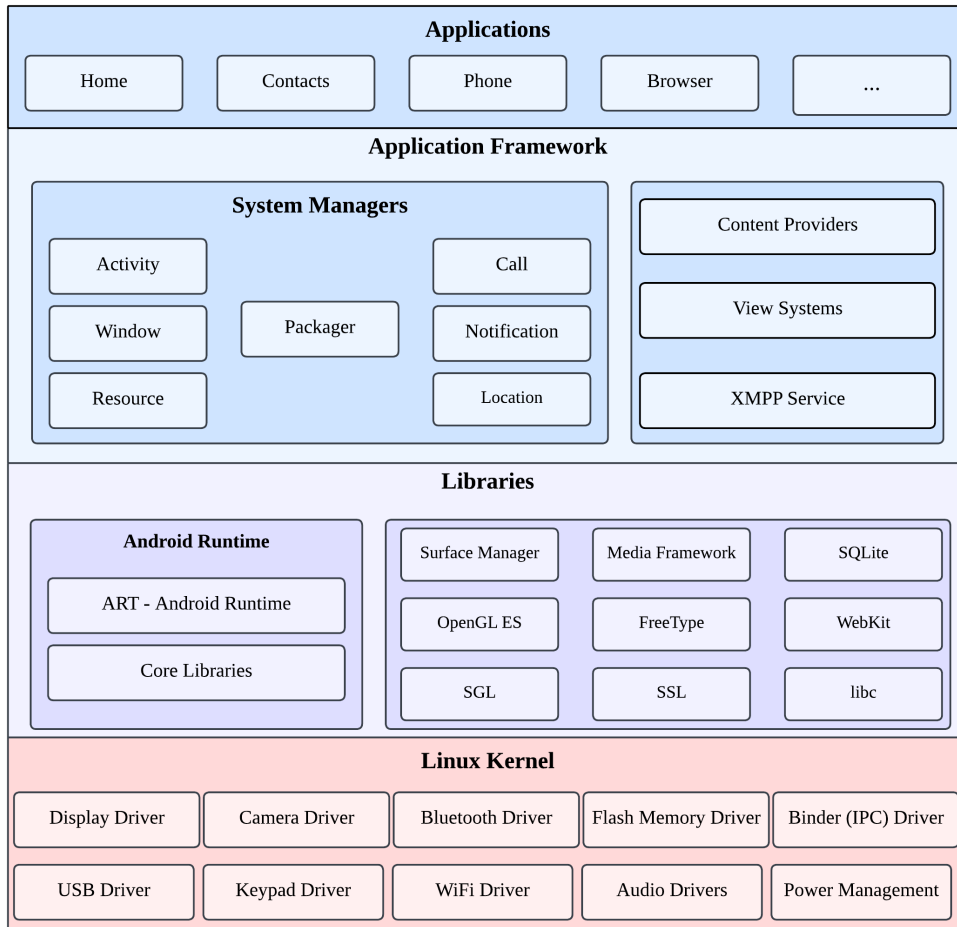 Applications
Home
Contacts
Phone
Browser
...
Application Framework
System Managers
Activity
Window
Resource
Packager
Call
Notification
Location
Content Providers
View Systems
XMPP Service
Libraries
Android Runtime
ART - Android Runtime
Core Libraries
Surface Manager
Media Framework
SQLite
OpenGL ES
FreeType
WebKit
SGL
SSL
libc
Linux Kernel
Display Driver
Camera Driver
Bluetooth Driver
Flash Memory Driver
Binder (IPC) Driver
USB Driver
Keypad Driver
WiFi Driver
Audio Drivers
Power Management